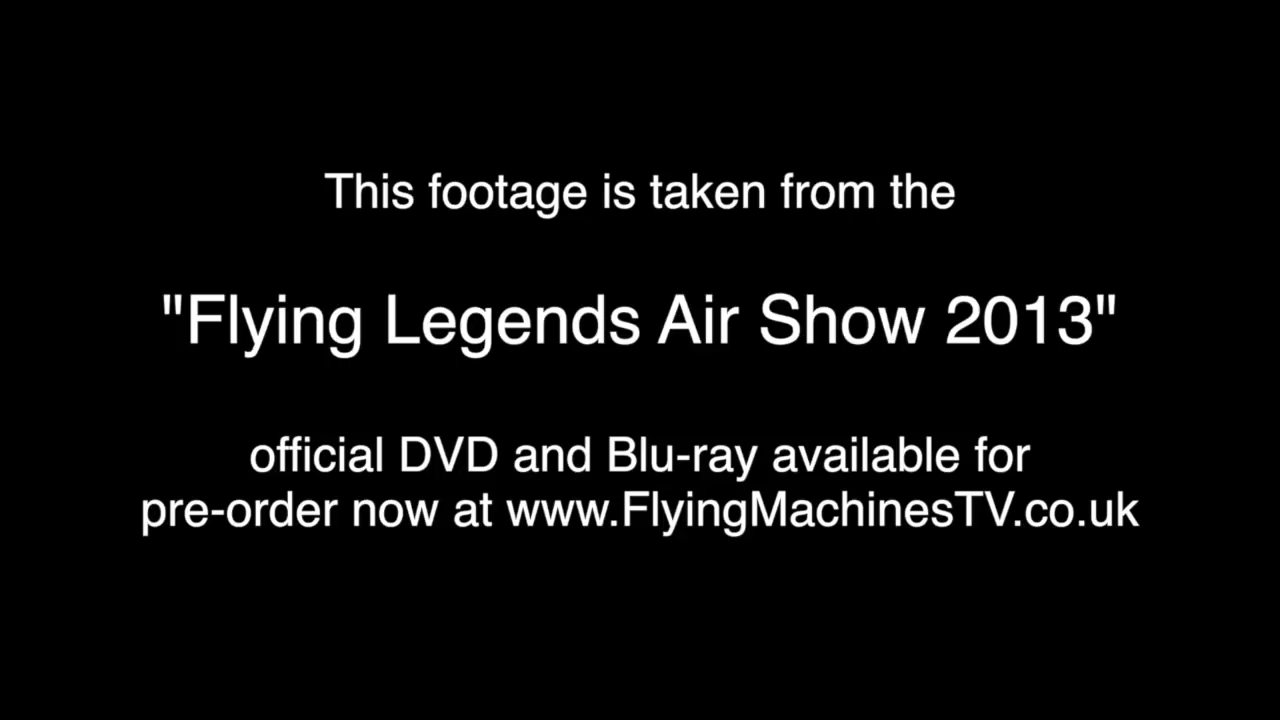 This footage is taken from the
"Flying Legends Air Show 2013"
official DVD and Blu-ray available for
pre-order now at www.FlyingMachinesTV.co.uk